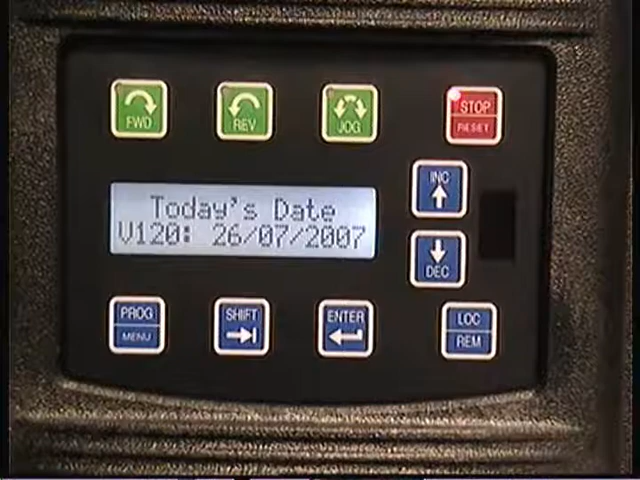 FWD
REV
JOG
STOP
RESET
INC
Today's Date
V120: 26/07/2007
DEC
PROG
MENU
SHIFT
ENTER
LOC
REM